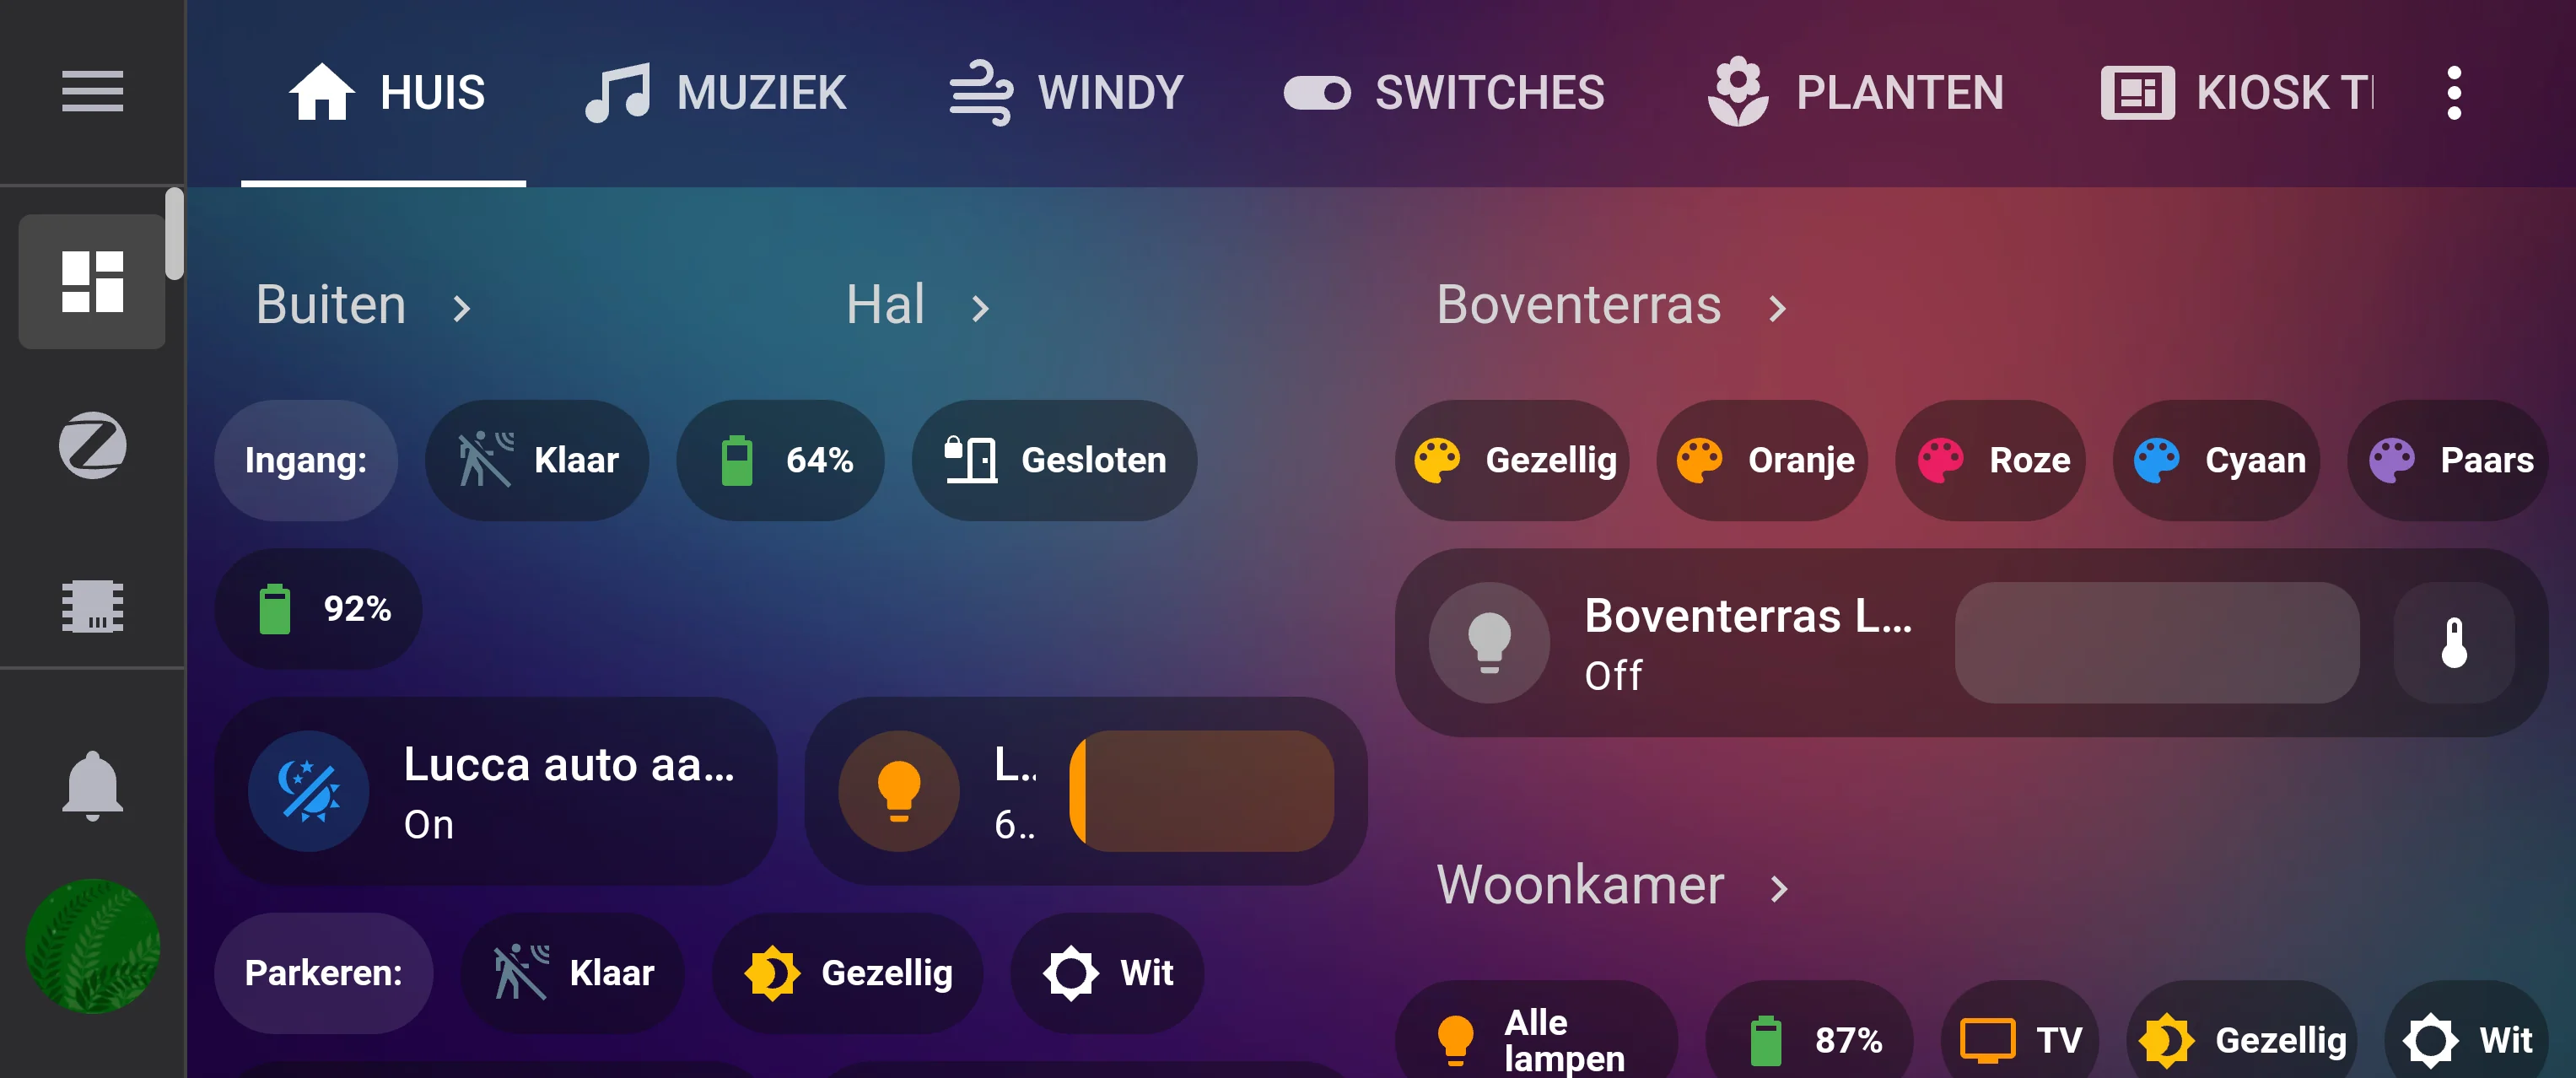 HUIS
MUZIEK
WINDY
SWITCHES
PLANTEN
KIOSK
Buiten
Hal
Ingang:
Klaar
64%
Gesloten
92%
Lucca auto aa...
On
L..
6..
Parkeren:
Klaar
Gezellig
Wit
Boventerras
Gezellig
Oranje
Roze
Cyaan
Paars
Boventerras L...
Off
Woonkamer
Alle
lampen
87%
TV
Gezellig
Wit